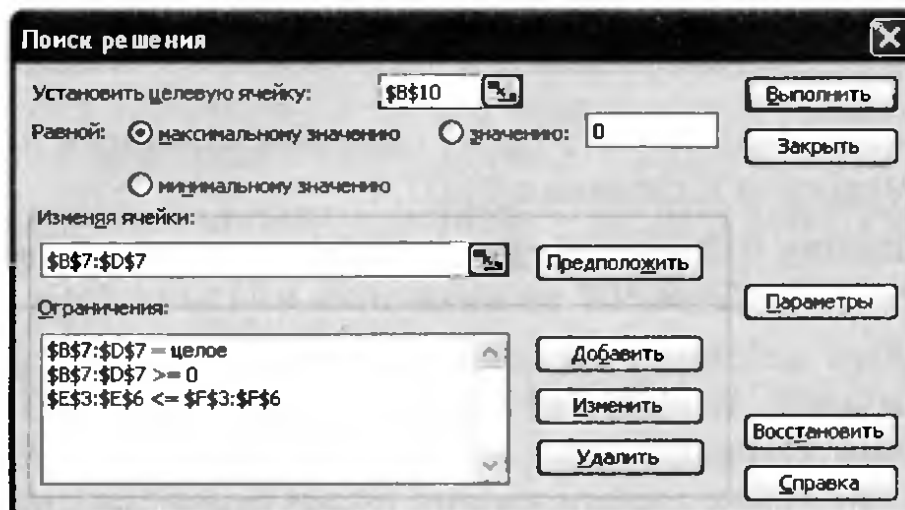 Поиск решения
Установить целевую ячейку: $B$10
Выполнить
Равной: максимальному значению значению: 0
Закрыть
минимальному значению
Изменяя ячейки:
$B$7:$D$7
Предположить
Параметры
Ограничения:
$B$7:$D$7 = целое
$B$7:$D$7 >= 0
$E$3:$E$6 <= $F$3:$F$6
Добавить
Изменить
Удалить
Восстановить
Справка